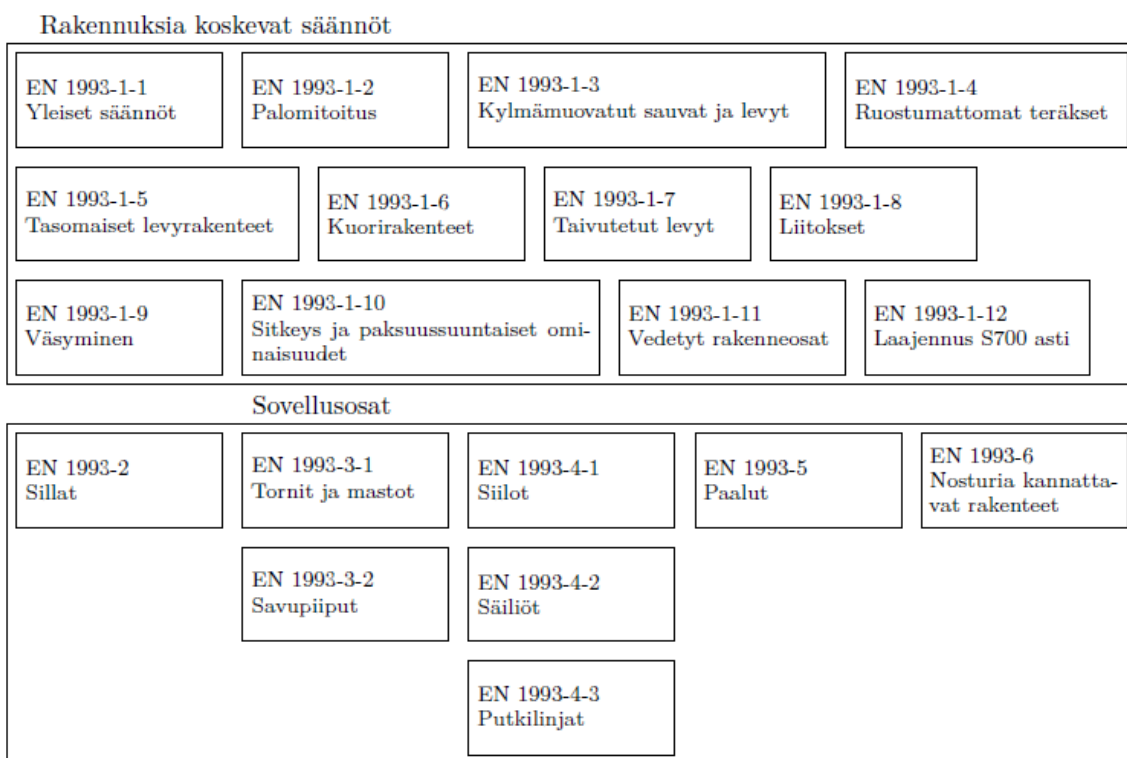 Rakennuksia koskevat säännöt
EN 1993-1-1
Yleiset säännöt
EN 1993-1-2
Palomitoitus
EN 1993-1-3
Kylmämuovatut sauvat ja levyt
EN 1993-1-4
Ruostumattomat teräkset
EN 1993-1-5
Tasomaiset levyrakenteet
EN 1993-1-6
Kuorirakenteet
EN 1993-1-7
Taivutetut levyt
EN 1993-1-8
Liitokset
EN 1993-1-9
Väsyminen
EN 1993-1-10
Sitkeys ja paksuussuuntaiset omi-
naisuudet
EN 1993-1-11
Vedetyt rakenneosat
EN 1993-1-12
Laajennus S700 asti
Sovellusosat
EN 1993-2
Sillat
EN 1993-3-1
Tornit ja mastot
EN 1993-4-1
Siilot
EN 1993-5
Paalut
EN 1993-6
Nosturia kannatta-
vat rakenteet
EN 1993-3-2
Savupiiput
EN 1993-4-2
Säiliöt
EN 1993-4-3
Putkilinjat